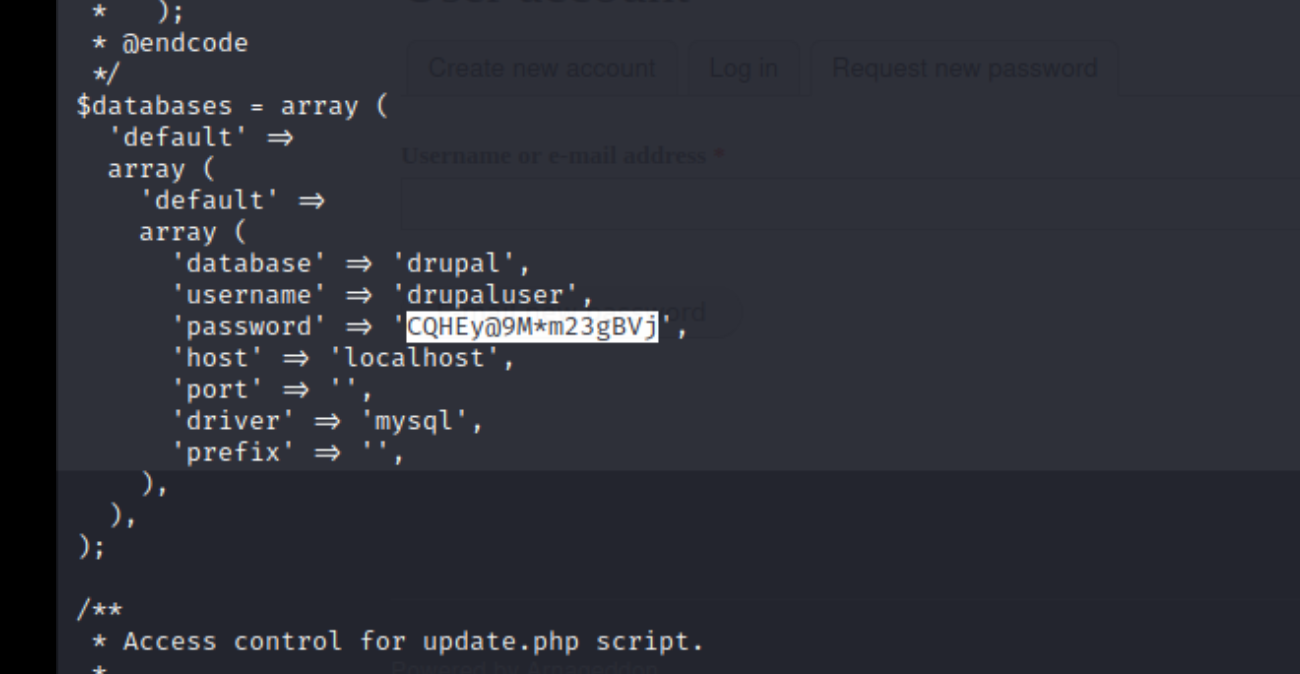 *   );
* @endcode
*/
Create new account Log in Request new password
$databases = array (
'default' =>
array (
Username or e-mail address *
'default' =>
array (
'database' => 'drupal',
'username' => 'drupaluser',
'password' => 'CQHEy@9M*m23gBVj',
'host' => 'localhost',
'port' => '',
'driver' => 'mysql',
'prefix' => '',
),
),
);
/**
* Access control for update.php script.
*
Powered by Armageddon